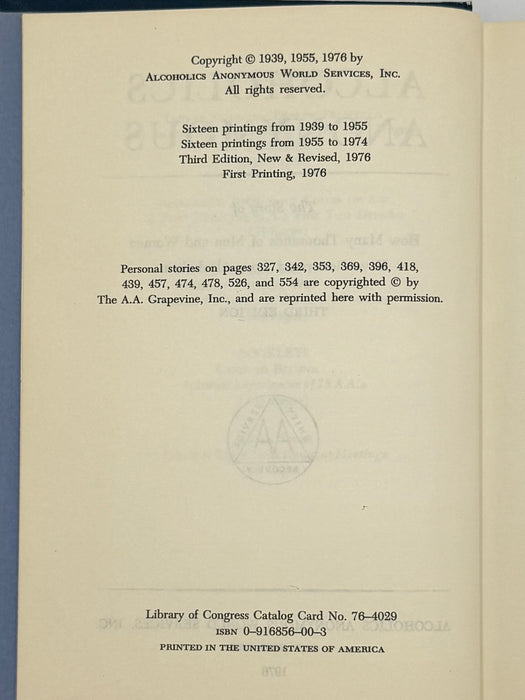 Copyright © 1939, 1955, 1976 by
Alcoholics Anonymous World Services, Inc.
All rights reserved.
Sixteen printings from 1939 to 1955
Sixteen printings from 1955 to 1974
Third Edition, New & Revised, 1976
First Printing, 1976
Personal stories on pages 327, 342, 353, 369, 396, 418,
439, 457, 474, 478, 526, and 554 are copyrighted © by
The A.A. Grapevine, Inc., and are reprinted here with permission.
Library of Congress Catalog Card No. 76–4029
ISBN 0–916856–00–3
PRINTED IN THE UNITED STATES OF AMERICA